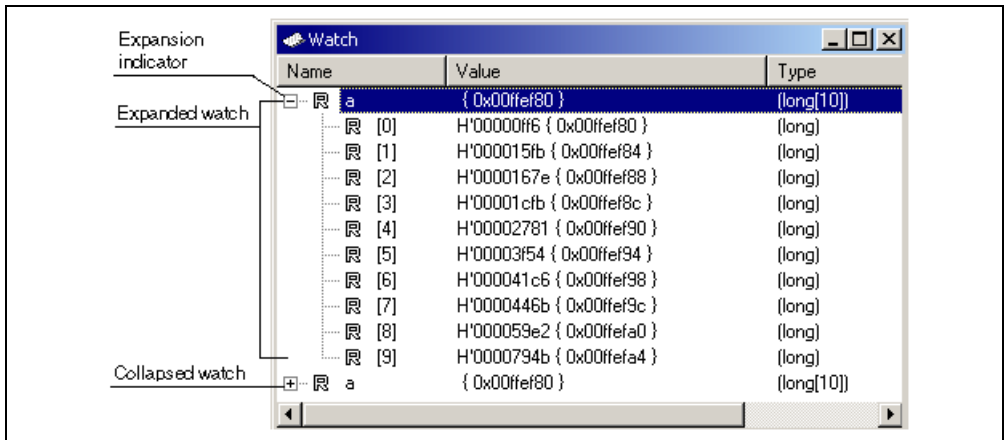 Expansion
indicator
Expanded watch
Collapsed watch
Watch
Name Value Type
R a { 0x00ffef80 } (long[10])
R [0] H'00000ff6 { 0x00ffef80 } (long)
R [1] H'000015fb { 0x00ffef84 } (long)
R [2] H'0000167e { 0x00ffef88 } (long)
R [3] H'00001cfb { 0x00ffef8c } (long)
R [4] H'00002781 { 0x00ffef90 } (long)
R [5] H'00003f54 { 0x00ffef94 } (long)
R [6] H'000041c6 { 0x00ffef98 } (long)
R [7] H'0000446b { 0x00ffef9c } (long)
R [8] H'000059e2 { 0x00ffefa0 } (long)
R [9] H'0000794b { 0x00ffefa4 } (long)
R a { 0x00ffef80 } (long[10])